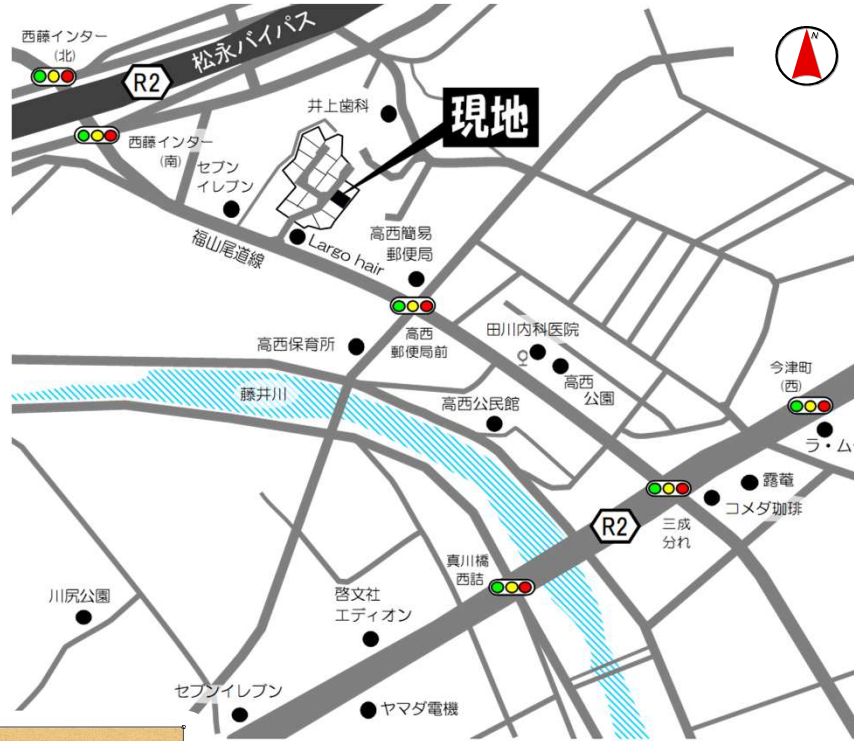 西藤インター
(北)
松永バイパス
R2
N
西藤インター
(南)
井上歯科
現地
セブン
イレブン
福山尾道線
Largo hair
高西簡易
郵便局
高西
郵便局前
高西保育所
田川内科医院
高西
公園
今津町
(西)
藤井川
高西公民館
ラ・ム
露菴
コメダ珈琲
三成
分れ
R2
真川橋
西詰
川尻公園
啓文社
エディオン
セブンイレブン
ヤマダ電機